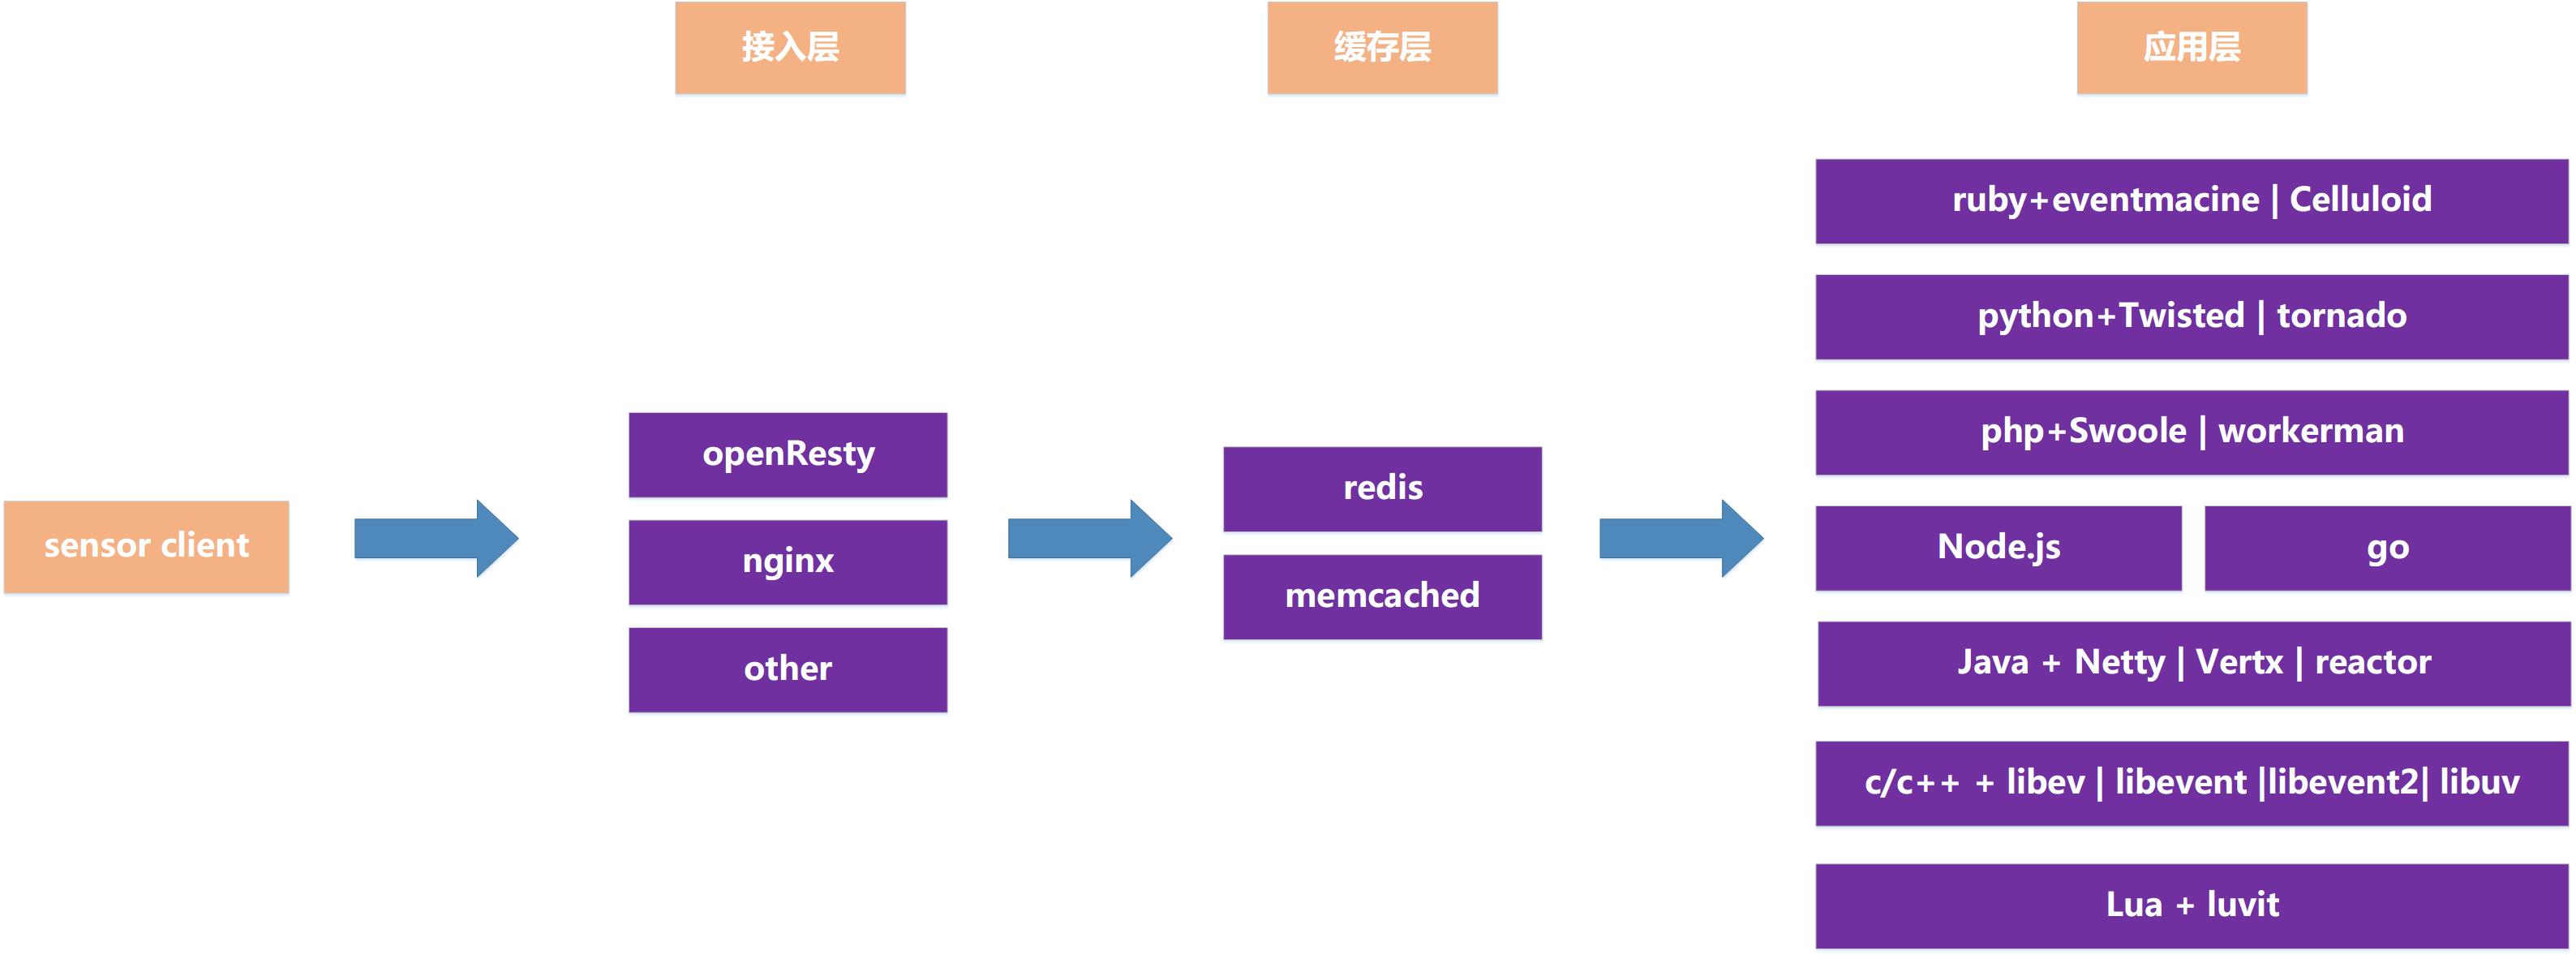 接入层
缓存层
应用层
sensor client
openResty
nginx
other
redis
memcached
ruby+eventmacine | Celluloid
python+Twisted | tornado
php+Swoole | workerman
Node.js
go
Java + Netty | Vertx | reactor
c/c++ + libev | libevent |libevent2| libuv
Lua + luvit